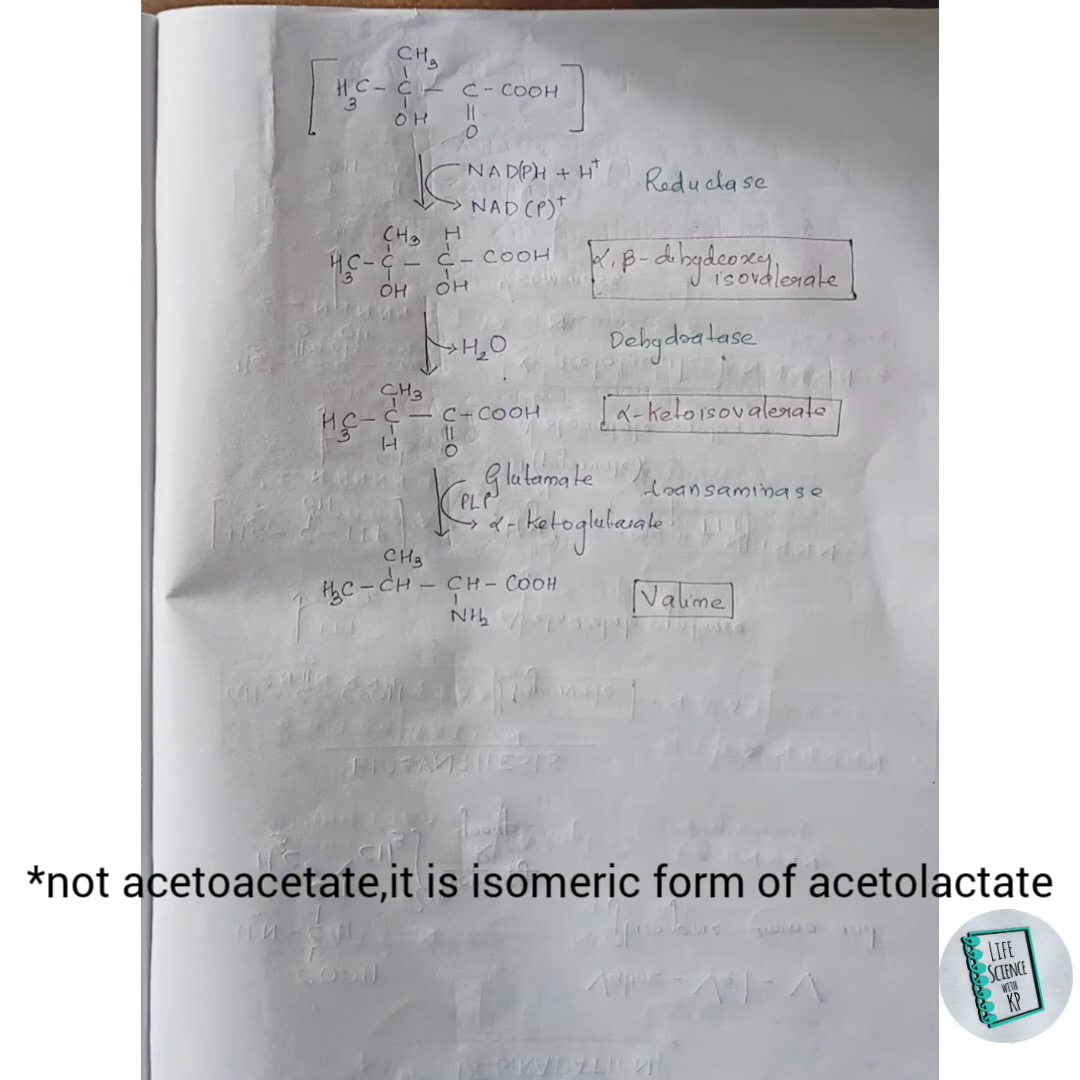 CH3
[H3C - C - C - COOH]
OH O
NAD(P)H + H+ Reductase
NAD(P)+
CH3 H
H3C - C - C - COOH α, β-dihydroxy
OH OH isovalerate
H2O Dehydratase
CH3
H3C - C - C - COOH α-ketoisovalerate
H O
Glutamate transaminase
PLP
α-ketoglutarate
CH3
H3C - CH - CH - COOH Valine
NH2
*not acetoacetate,it is isomeric form of acetolactate
LIFE
SCIENCE
WITH
KP